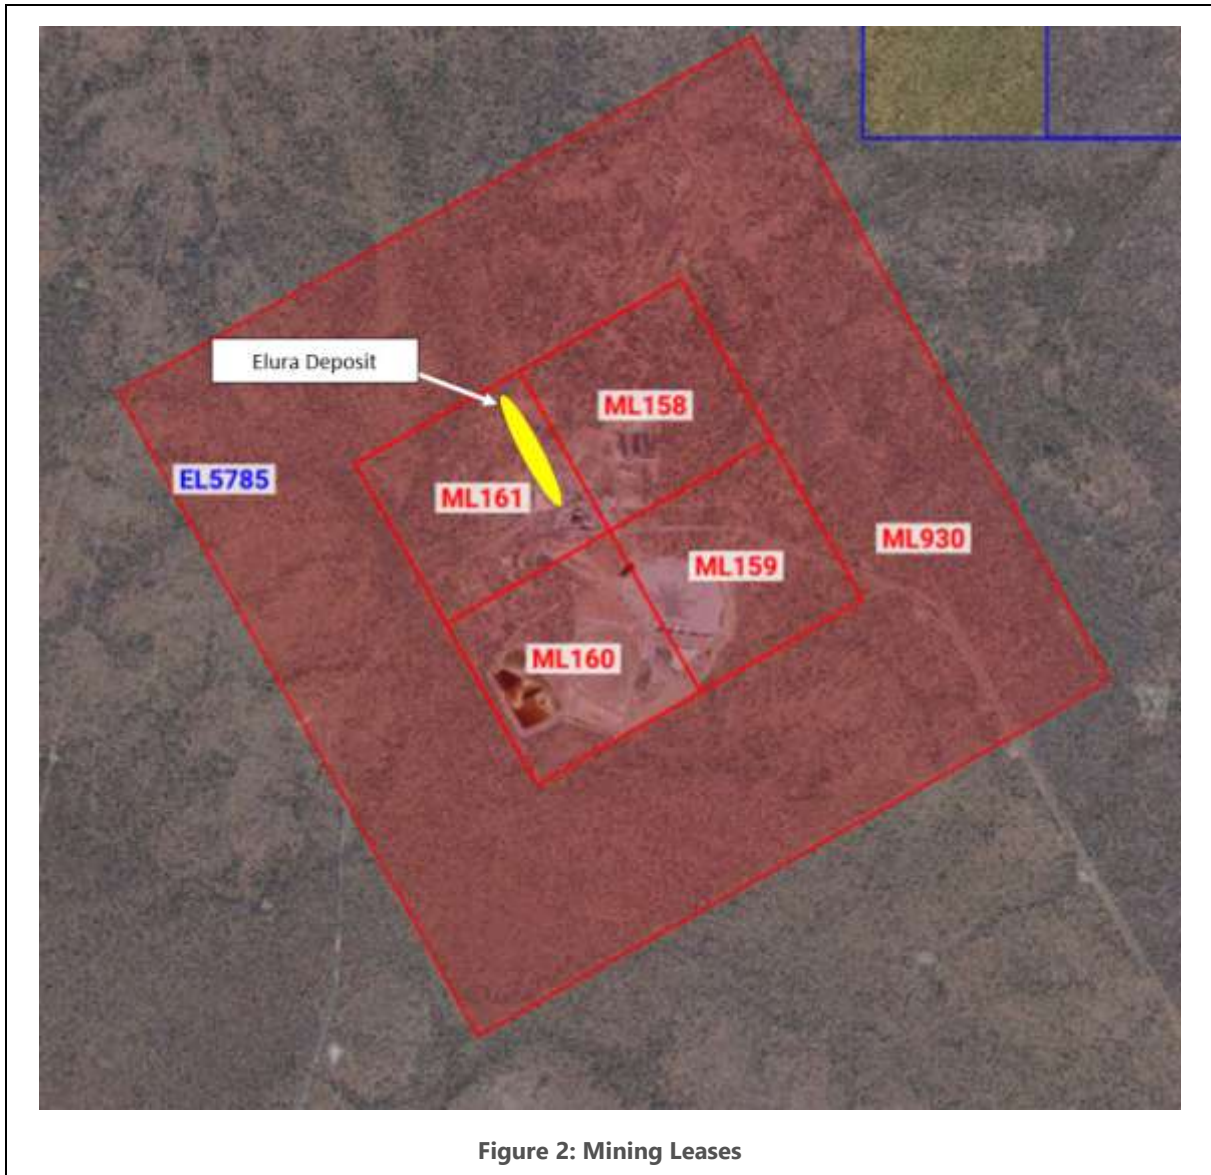 Elura Deposit
ML158
EL5785
ML161
ML930
ML159
ML160
Figure 2: Mining Leases